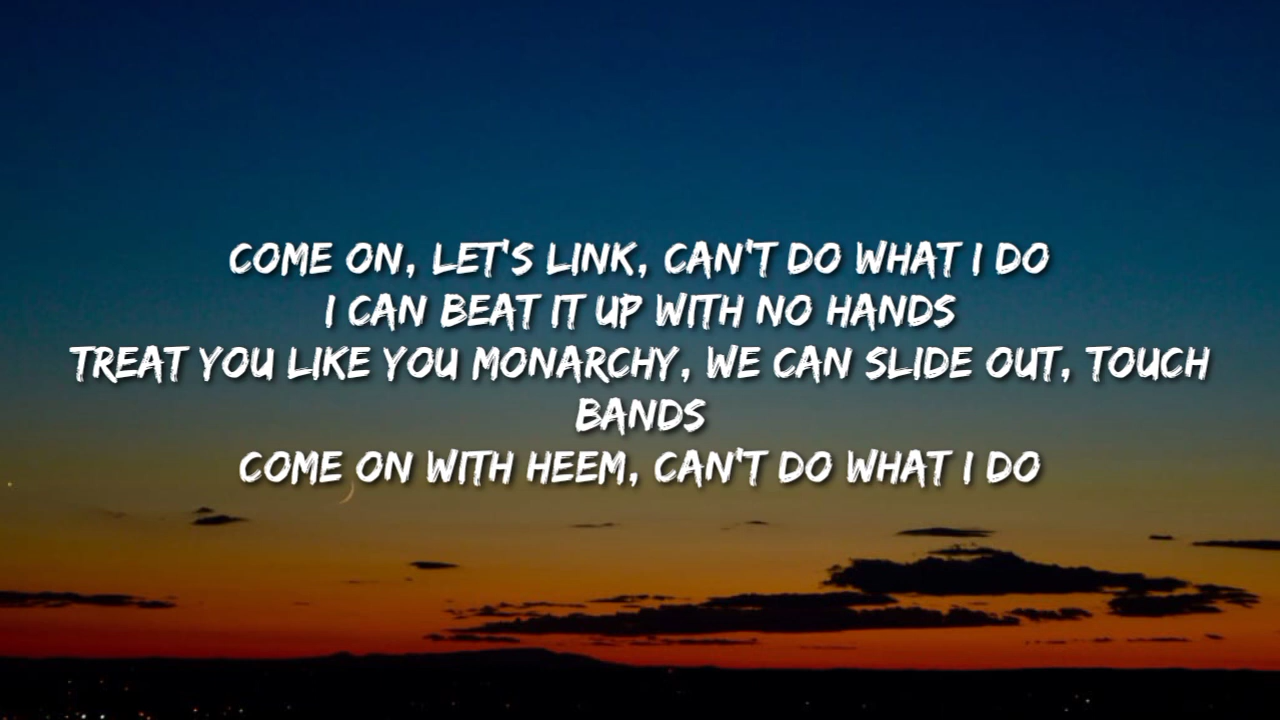 COME ON, LET'S LINK, CAN'T DO WHAT I DO
I CAN BEAT IT UP WITH NO HANDS
TREAT YOU LIKE YOU MONARCHY, WE CAN SLIDE OUT, TOUCH
BANDS
COME ON WITH HEEM, CAN'T DO WHAT I DO